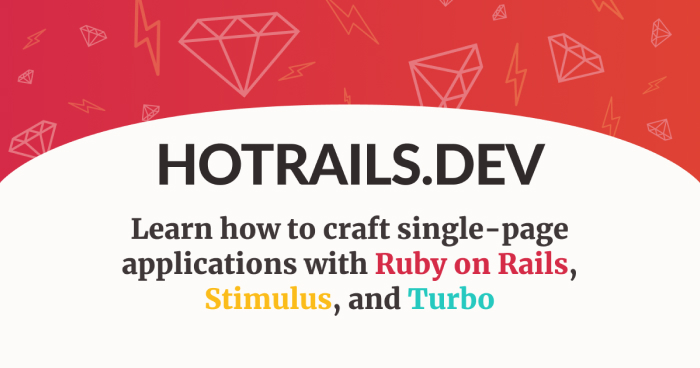 HOTRAILS.DEV
Learn how to craft single-page
applications with Ruby on Rails,
Stimulus, and Turbo